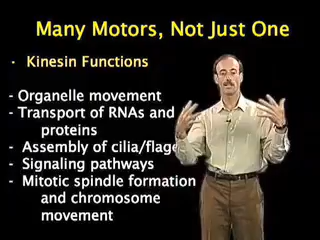 Many Motors, Not Just One
· Kinesin Functions
- Organelle movement
- Transport of RNAs and
proteins
- Assembly of cilia/flage
- Signaling pathways
- Mitotic spindle formation
and chromosome
movement